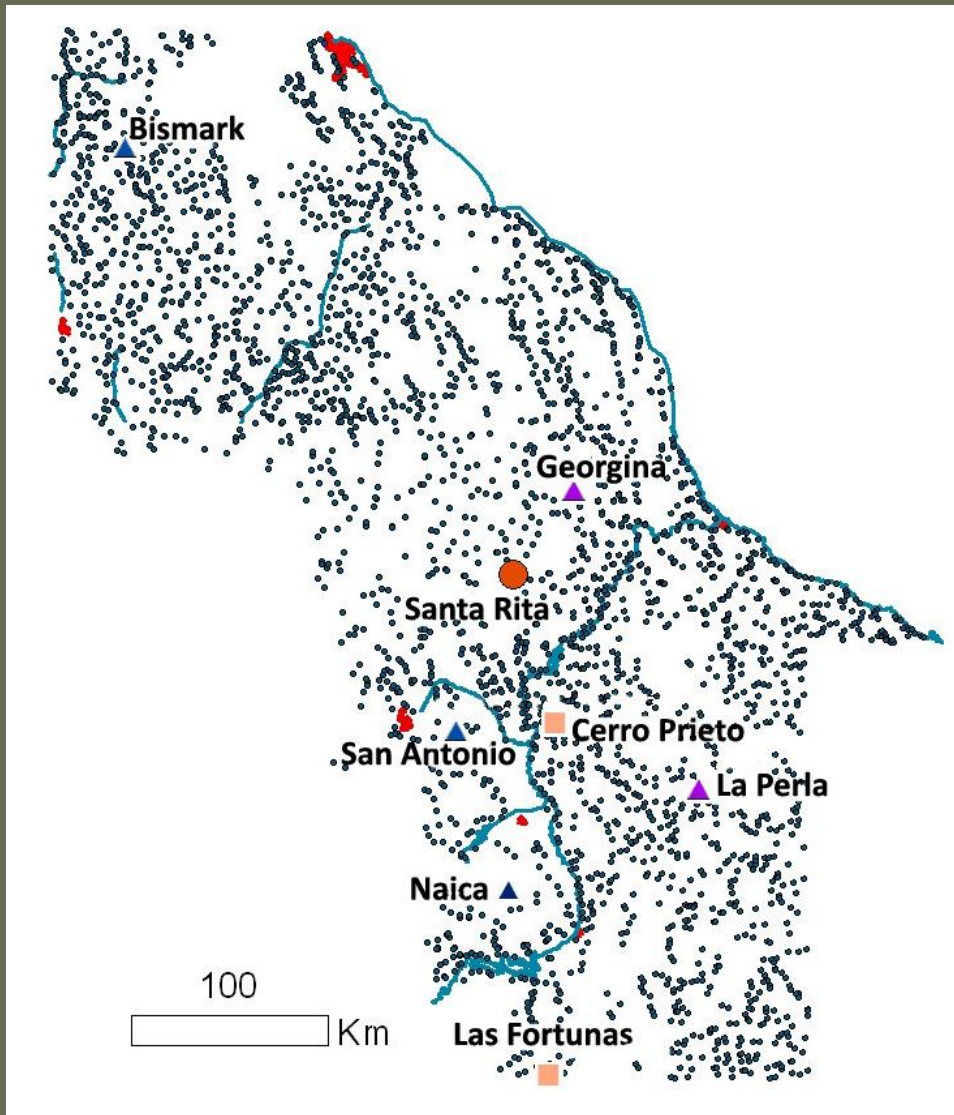 Bismark
Georgina
Santa Rita
Cerro Prieto
San Antonio
La Perla
Naica
100
Km
Las Fortunas